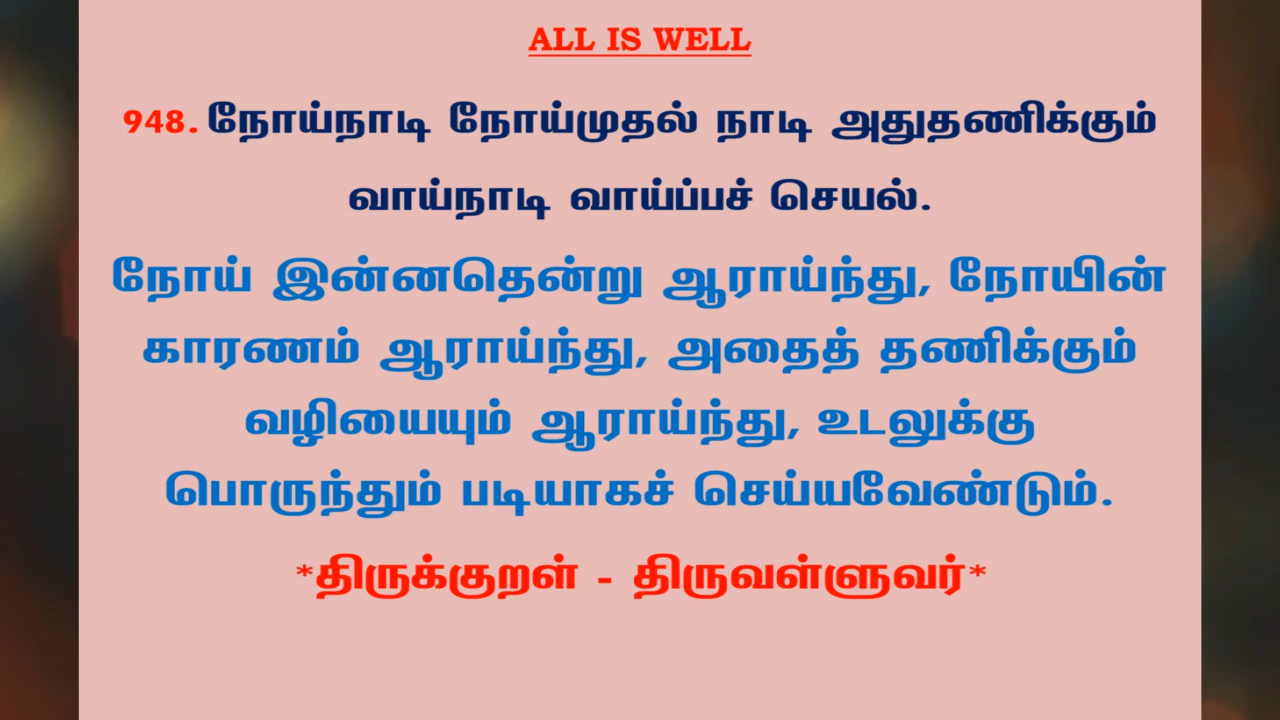 ALL IS WELL
948. நோய்நாடி நோய்முதல் நாடி அதுதணிக்கும்
வாய்நாடி வாய்ப்பச் செயல்.
நோய் இன்னதென்று ஆராய்ந்து, நோயின்
காரணம் ஆராய்ந்து, அதைத் தணிக்கும்
வழியையும் ஆராய்ந்து, உடலுக்கு
பொருந்தும் படியாகச் செய்யவேண்டும்.
*திருக்குறள் - திருவள்ளுவர்*